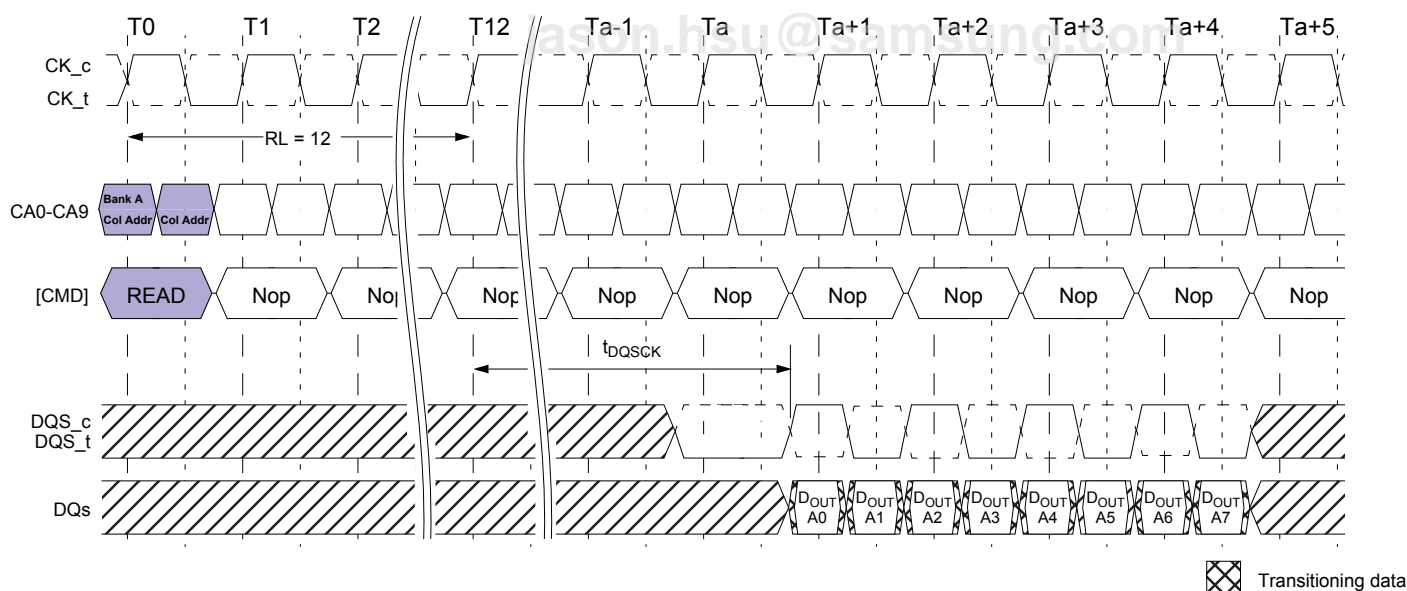 jason.hsu@samsung.com
T0 T1 T2 T12 Ta-1 Ta Ta+1 Ta+2 Ta+3 Ta+4 Ta+5
CK_c
CK_t
RL = 12
CA0-CA9
Bank A
Col Addr
Col Addr
[CMD] READ Nop Nop Nop Nop Nop Nop Nop Nop Nop Nop
tDQSCK
DQS_c
DQS_t
DQs
DOUT DOUT DOUT DOUT DOUT DOUT DOUT DOUT
A0 A1 A2 A3 A4 A5 A6 A7
Transitioning data